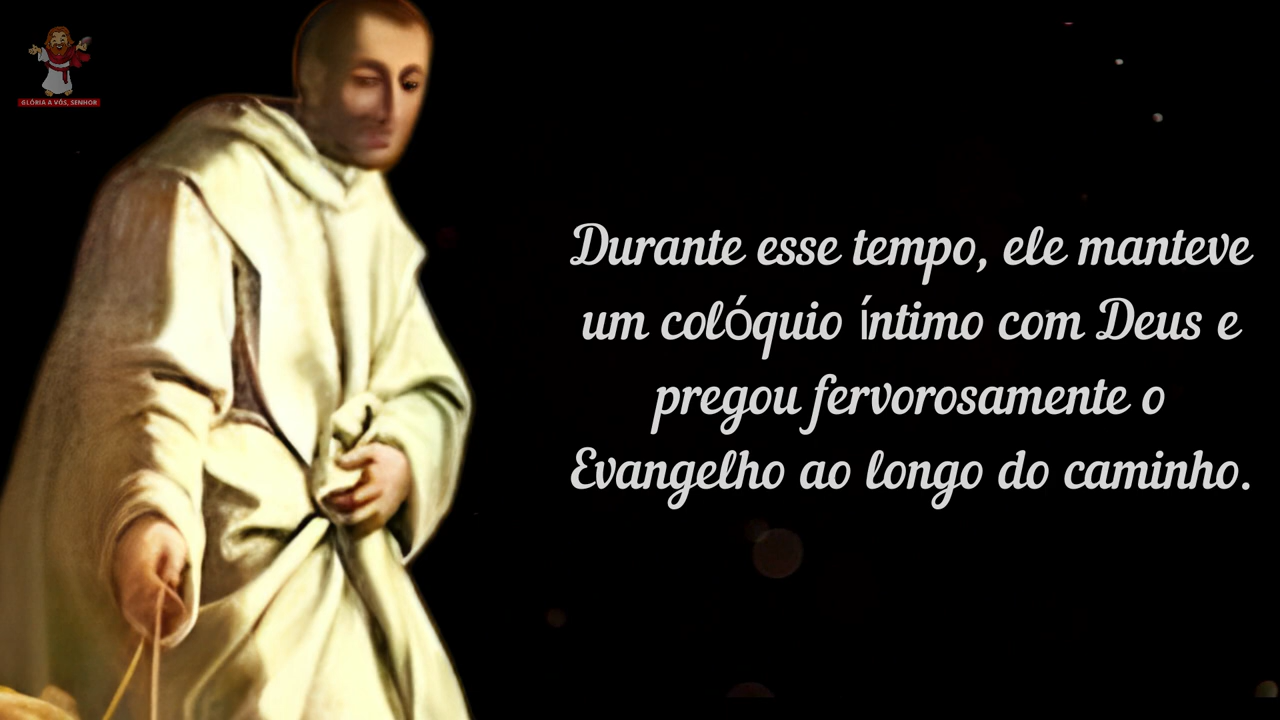 GLÓRIA A VÓS, SENHOR
Durante esse tempo, ele manteve
um colóquio íntimo com Deus e
pregou fervorosamente o
Evangelho ao longo do caminho.